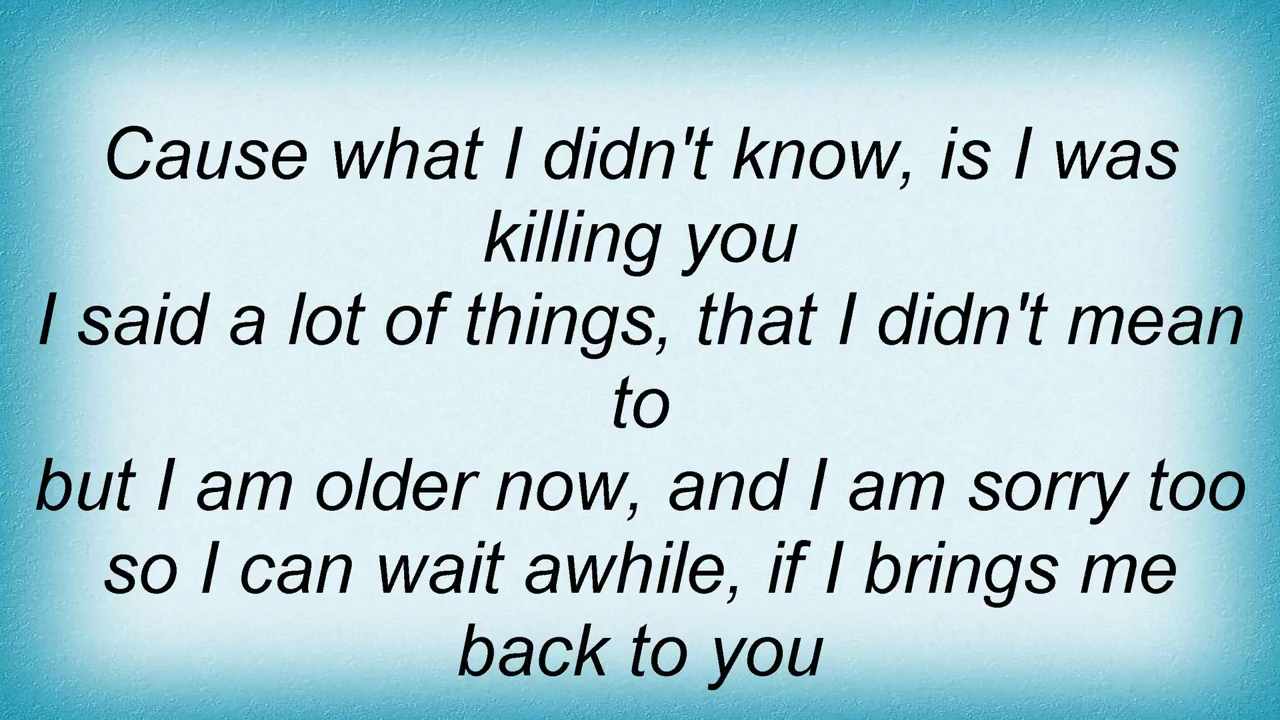 Cause what I didn't know, is I was
killing you
I said a lot of things, that I didn't mean
to
but I am older now, and I am sorry too
so I can wait awhile, if I brings me
back to you